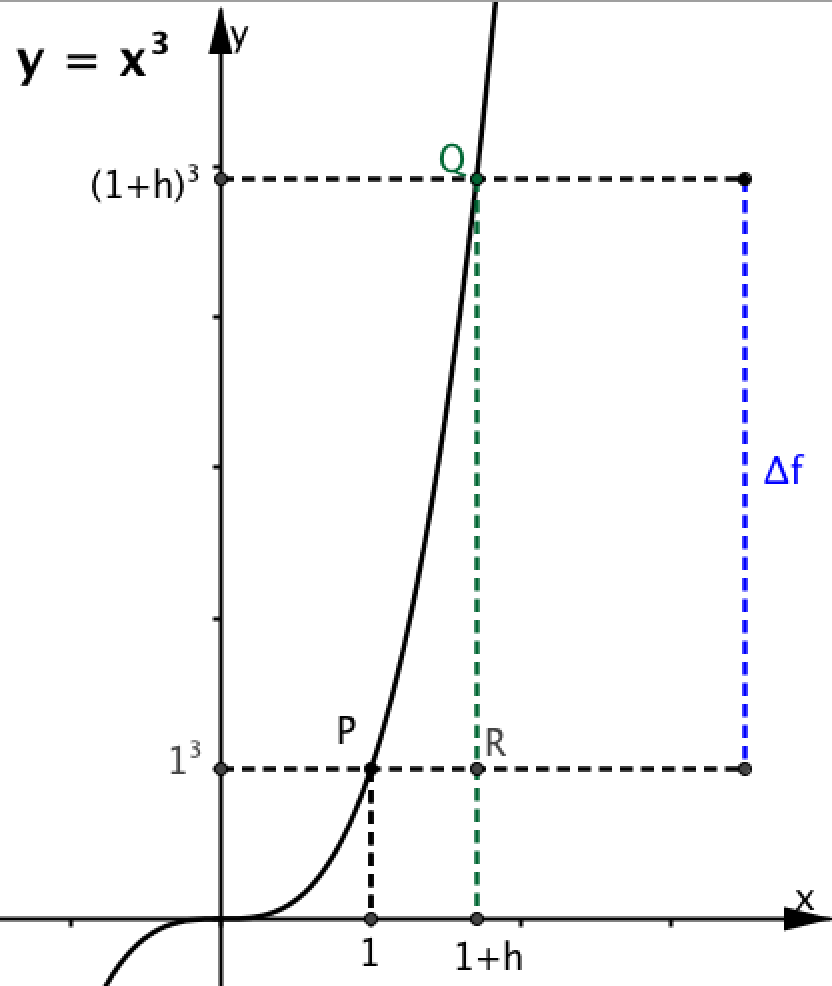 y = x³
y
Q
(1+h)³
Δf
P
R
1³
x
1
1+h